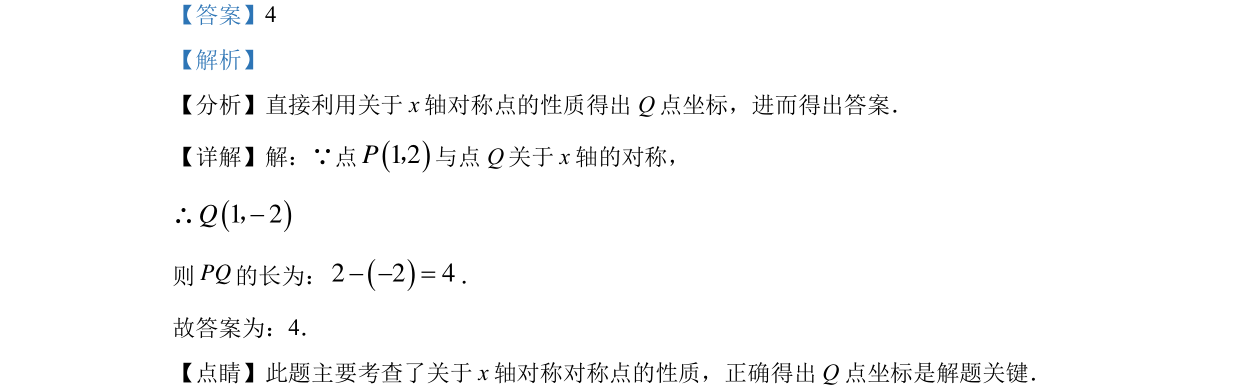 【答案】4
【解析】
【分析】直接利用关于 x 轴对称点的性质得出 Q 点坐标，进而得出答案．
【详解】解：∵点 P(1,2) 与点 Q 关于 x 轴的对称，
∴ Q(1, − 2)
则 PQ 的长为： 2 − (−2) = 4．
故答案为：4．
【点睛】此题主要考查了关于 x 轴对称对称点的性质，正确得出 Q 点坐标是解题关键．